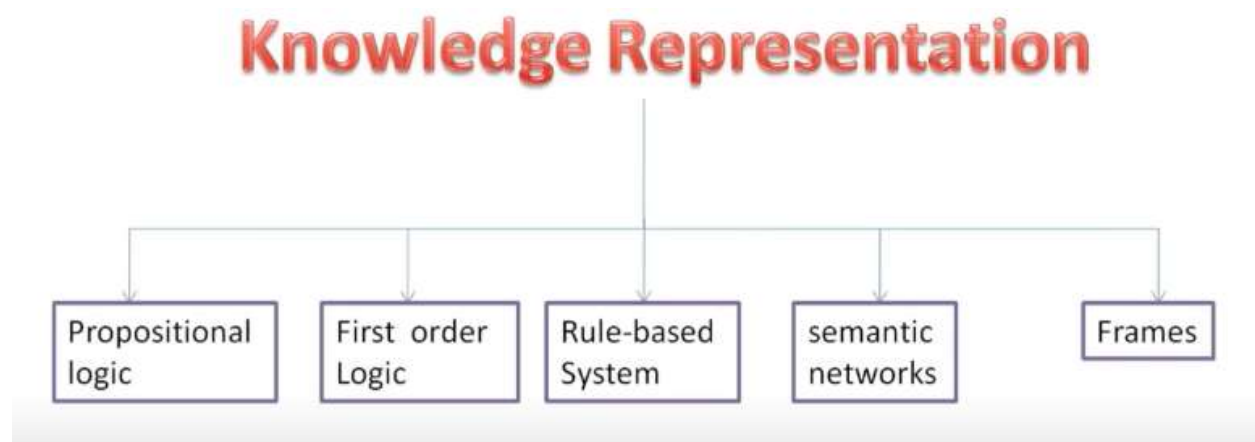 Knowledge Representation
Propositional
logic
First order
Logic
Rule-based
System
semantic
networks
Frames